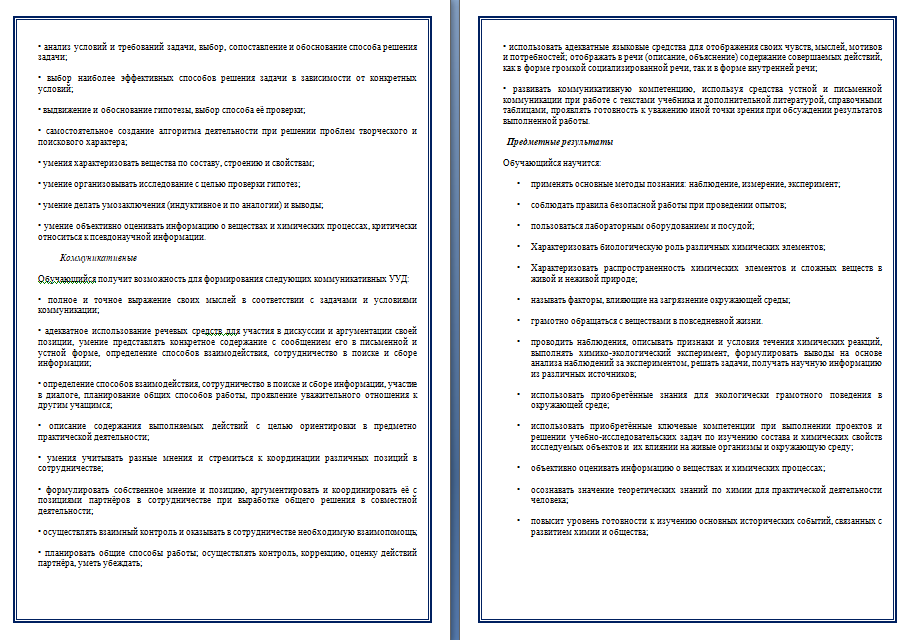 • анализ условий и требований задачи, выбор, сопоставление и обоснование способа решения
задачи;
• выбор наиболее эффективных способов решения задачи в зависимости от конкретных
условий;
• выдвижение и обоснование гипотезы, выбор способа её проверки;
• самостоятельное создание алгоритма деятельности при решении проблем творческого и
поискового характера;
• умения характеризовать вещества по составу, строению и свойствам;
• умение организовывать исследование с целью проверки гипотез;
• умение делать умозаключения (индуктивное и по аналогии) и выводы;
• умение объективно оценивать информацию о веществах и химических процессах, критически
относиться к псевдонаучной информации.
Коммуникативные
Обучающийся получит возможность для формирования следующих коммуникативных УУД:
• полное и точное выражение своих мыслей в соответствии с задачами и условиями
коммуникации;
• адекватное использование речевых средств для участия в дискуссии и аргументации своей
позиции, умение представлять конкретное содержание с сообщением его в письменной и
устной форме, определение способов взаимодействия, сотрудничество в поиске и сборе
информации;
• определение способов взаимодействия, сотрудничество в поиске и сборе информации, участие
в диалоге, планирование общих способов работы, проявление уважительного отношения к
другим учащимся;
• описание содержания выполняемых действий с целью ориентировки в предметно
практической деятельности;
• умения учитывать разные мнения и стремиться к координации различных позиций в
сотрудничестве;
• формулировать собственное мнение и позицию, аргументировать и координировать её с
позициями партнёров в сотрудничестве при выработке общего решения в совместной
деятельности;
• осуществлять взаимный контроль и оказывать в сотрудничестве необходимую взаимопомощь;
• планировать общие способы работы; осуществлять контроль, коррекцию, оценку действий
партнёра, уметь убеждать;
• использовать адекватные языковые средства для отображения своих чувств, мыслей, мотивов
и потребностей; отображать в речи (описание, объяснение) содержание совершаемых действий,
как в форме громкой социализированной речи, так и в форме внутренней речи;
• развивать коммуникативную компетенцию, используя средства устной и письменной
коммуникации при работе с текстами учебника и дополнительной литературой, справочными
таблицами, проявлять готовность к уважению иной точки зрения при обсуждении результатов
выполненной работы.
Предметные результаты
Обучающийся научится:
• применять основные методы познания: наблюдение, измерение, эксперимент;
• соблюдать правила безопасной работы при проведении опытов;
• пользоваться лабораторным оборудованием и посудой;
• Характеризовать биологическую роль различных химических элементов;
• Характеризовать распространенность химических элементов и сложных веществ в
живой и неживой природе;
• называть факторы, влияющие на загрязнение окружающей среды;
• грамотно обращаться с веществами в повседневной жизни.
• проводить наблюдения, описывать признаки и условия течения химических реакций,
выполнять химико-экологический эксперимент, формулировать выводы на основе
анализа наблюдений за экспериментом, решать задачи, получать научную информацию
из различных источников;
• использовать приобретённые знания для экологически грамотного поведения в
окружающей среде;
• использовать приобретённые ключевые компетенции при выполнении проектов и
решении учебно-исследовательских задач по изучению состава и химических свойств
исследуемых объектов и их влиянии на живые организмы и окружающую среду;
• объективно оценивать информацию о веществах и химических процессах;
• осознавать значение теоретических знаний по химии для практической деятельности
человека;
• повысит уровень готовности к изучению основных исторических событий, связанных с
развитием химии и общества;